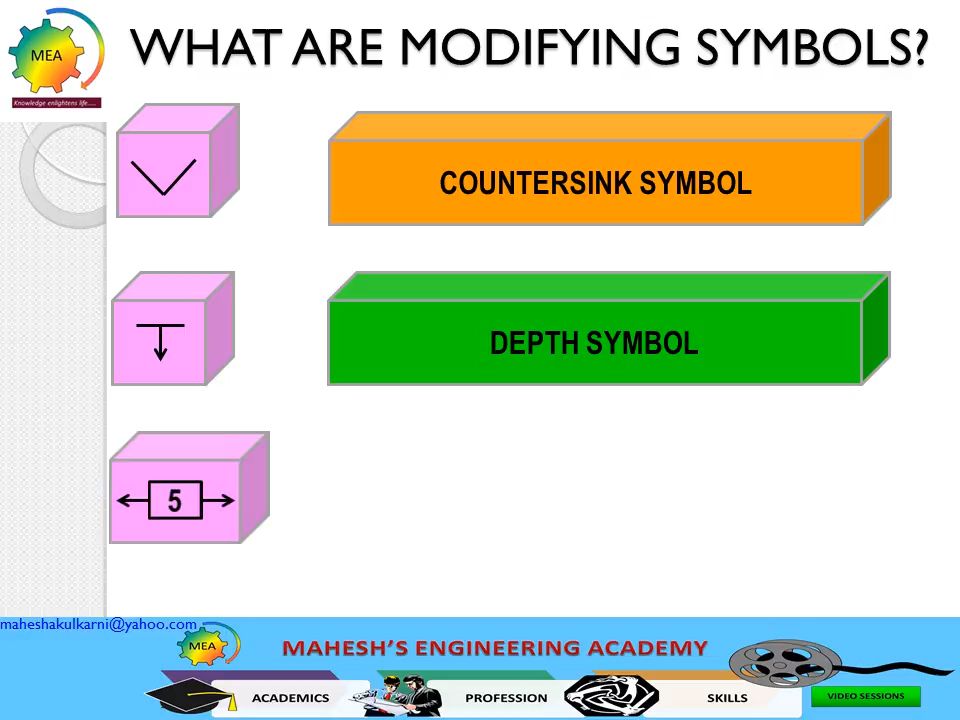 MEA
Knowledge enlightens life.....
WHAT ARE MODIFYING SYMBOLS?
COUNTERSINK SYMBOL
DEPTH SYMBOL
5
maheshakulkarni@yahoo.com
MEA
MAHESH'S ENGINEERING ACADEMY
ACADEMICS
PROFESSION
SKILLS
VIDEO SESSIONS